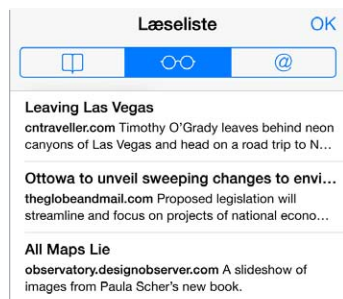 Læseliste OK
@
Leaving Las Vegas
cntraveller.com Timothy O'Grady leaves behind neon
canyons of Las Vegas and head on a road trip to N…
Ottowa to unveil sweeping changes to envi…
theglobeandmail.com Proposed legislation will
streamline and focus on projects of national econo…
All Maps Lie
observatory.designobserver.com A slideshow of
images from Paula Scher's new book.